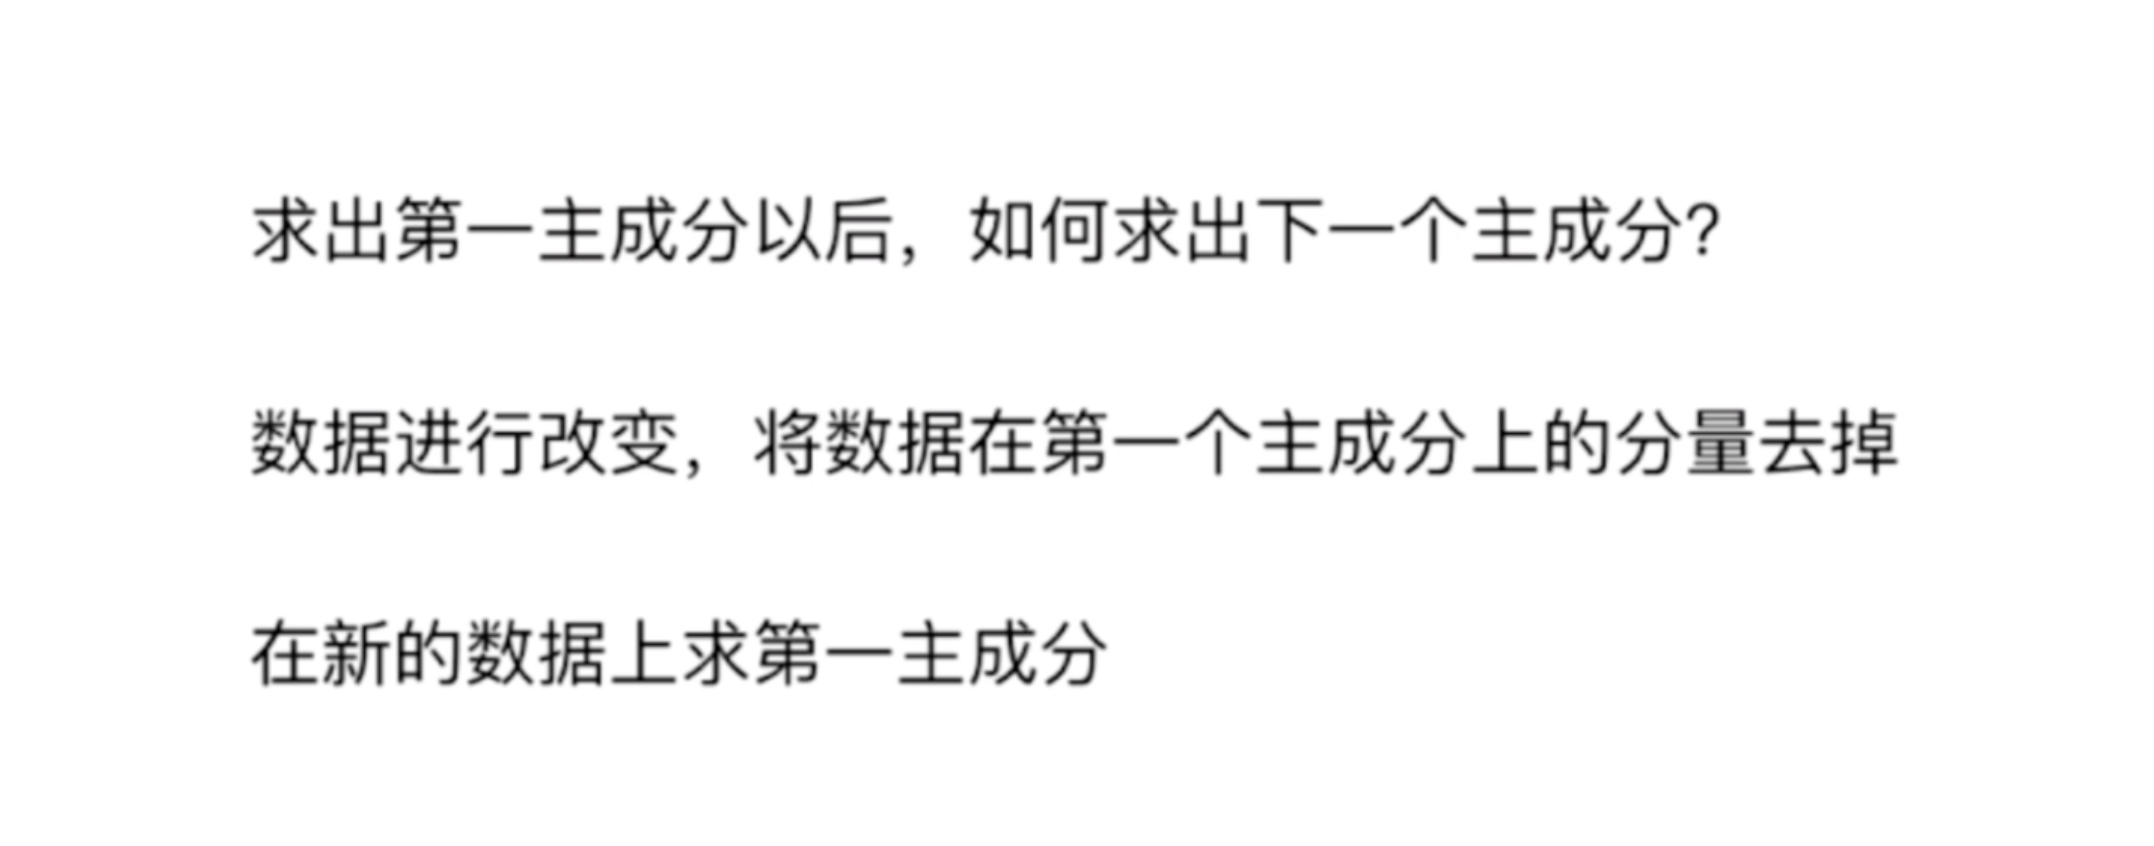 求出第一主成分以后，如何求出下一个主成分?
数据进行改变，将数据在第一个主成分上的分量去掉
在新的数据上求第一主成分